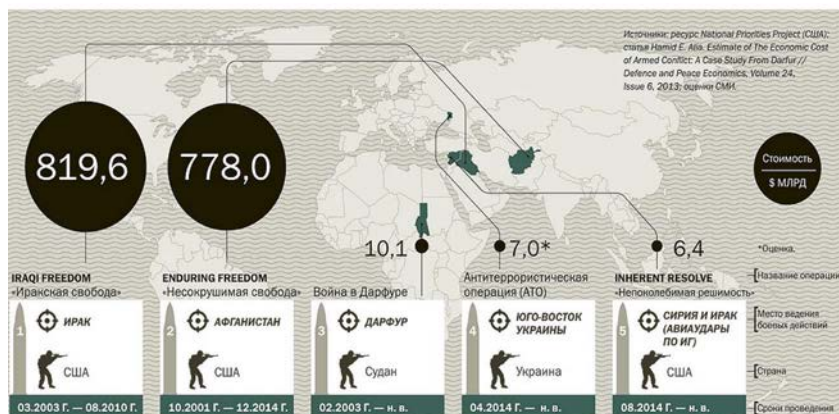 Источники: ресурс National Priorities Project (США);
статья Hamid E. Alia. Estimate of The Economic Cost
of Armed Conflict: A Case Study From Darfur //
Defence and Peace Economics, Volume 24,
Issue 6, 2013; оценки СМИ.
819,6
778,0
Стоимость
$ МЛРД
10,1
7,0*
6,4
*Оценка.
IRAQI FREEDOM
«Иракская свобода»
ENDURING FREEDOM
«Несокрушимая свобода»
Война в Дарфуре
Антитеррористическая
операция (АТО)
INHERENT RESOLVE
«Непоколебимая решимость»
Название операции
1
ИРАК
США
03.2003 Г. — 08.2010 Г.
2
АФГАНИСТАН
США
10.2001 Г. — 12.2014 Г.
3
ДАРФУР
Судан
02.2003 Г. — Н. В.
4
ЮГО-ВОСТОК
УКРАИНЫ
Украина
04.2014 Г. — Н. В.
5
СИРИЯ И ИРАК
(АВИАУДАРЫ
ПО ИГ)
США
08.2014 Г. — Н. В.
Место ведения
боевых действий
Страна
Сроки проведения